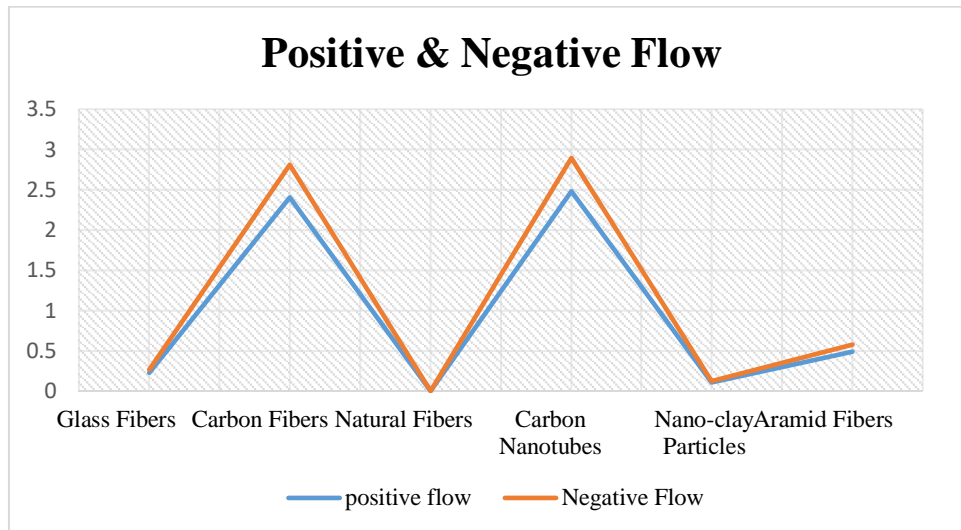 Positive & Negative Flow
3.5
3
2.5
2
1.5
1
0.5
0
Glass Fibers Carbon Fibers Natural Fibers Carbon Nano-clay Aramid Fibers
Nanotubes Particles
positive flow Negative Flow